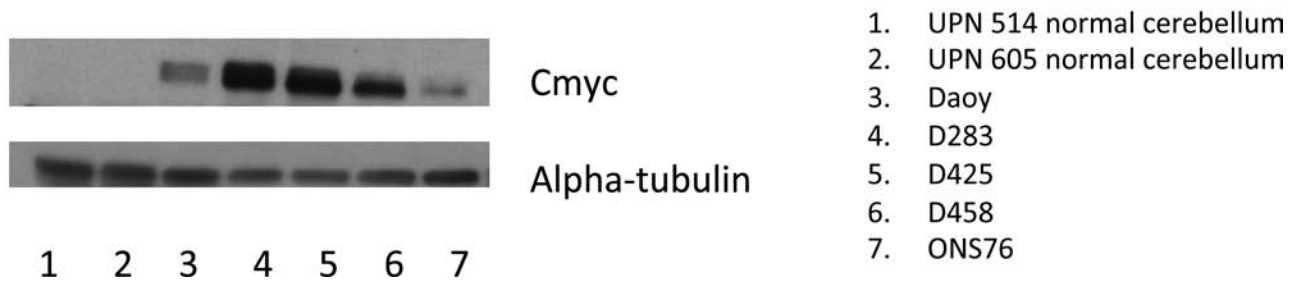 Cmyc
Alpha-tubulin
1 2 3 4 5 6 7
1. UPN 514 normal cerebellum
2. UPN 605 normal cerebellum
3. Daoy
4. D283
5. D425
6. D458
7. ONS76